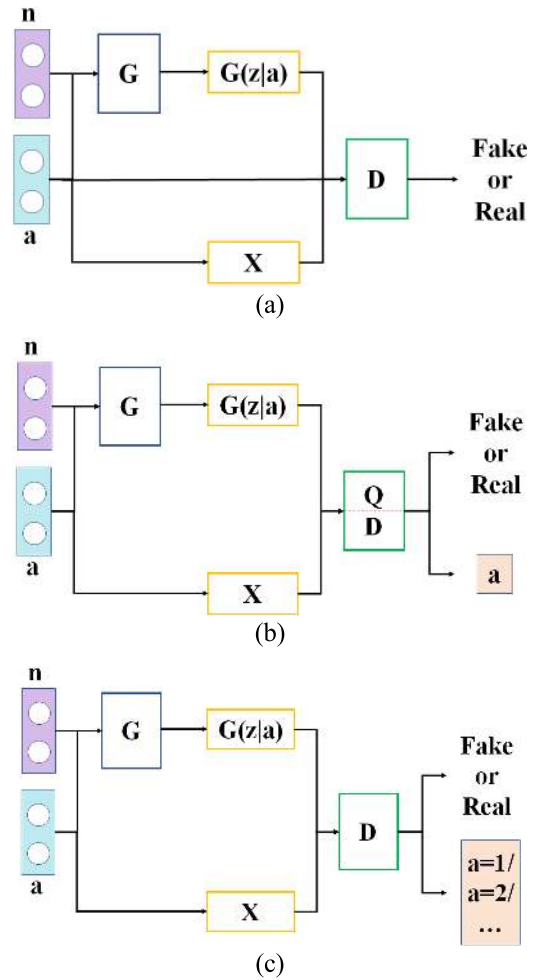 n
G
G(z|a)
a
D
Fake
or
Real
X
(a)
n
G
G(z|a)
a
Q
D
Fake
or
Real
a
X
(b)
n
G
G(z|a)
a
D
Fake
or
Real
a=1/
a=2/
...
X
(c)